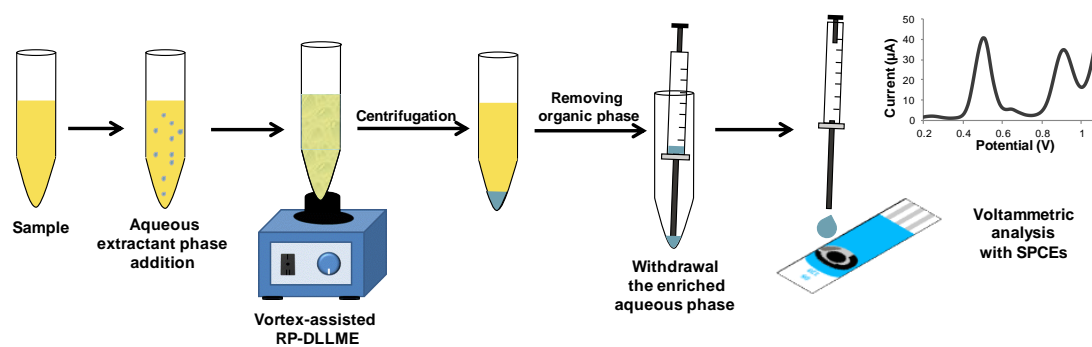 Sample
Aqueous
extractant phase
addition
Vortex-assisted
RP-DLLME
Centrifugation
Removing
organic phase
Withdrawal
the enriched
aqueous phase
Current (µA)
50
40
30
20
10
0
0.2
0.4
0.6
0.8
1
Potential (V)
Voltammetric
analysis
with SPCEs